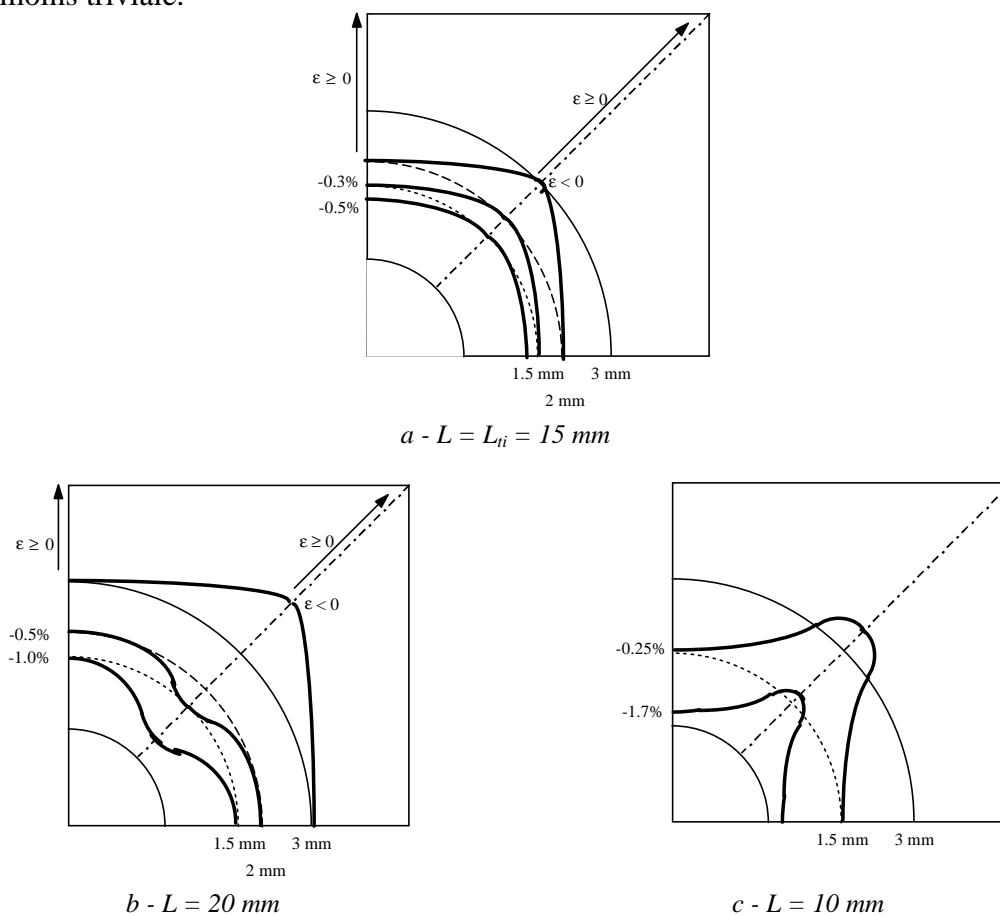 moins triviale.
ε ≥ 0
ε ≥ 0
ε < 0
-0.3%
-0.5%
1.5 mm 3 mm
2 mm
a - L = Lti = 15 mm
ε ≥ 0
ε ≥ 0
ε < 0
-0.5%
-1.0%
1.5 mm 3 mm
2 mm
b - L = 20 mm
-0.25%
-1.7%
1.5 mm 3 mm
c - L = 10 mm